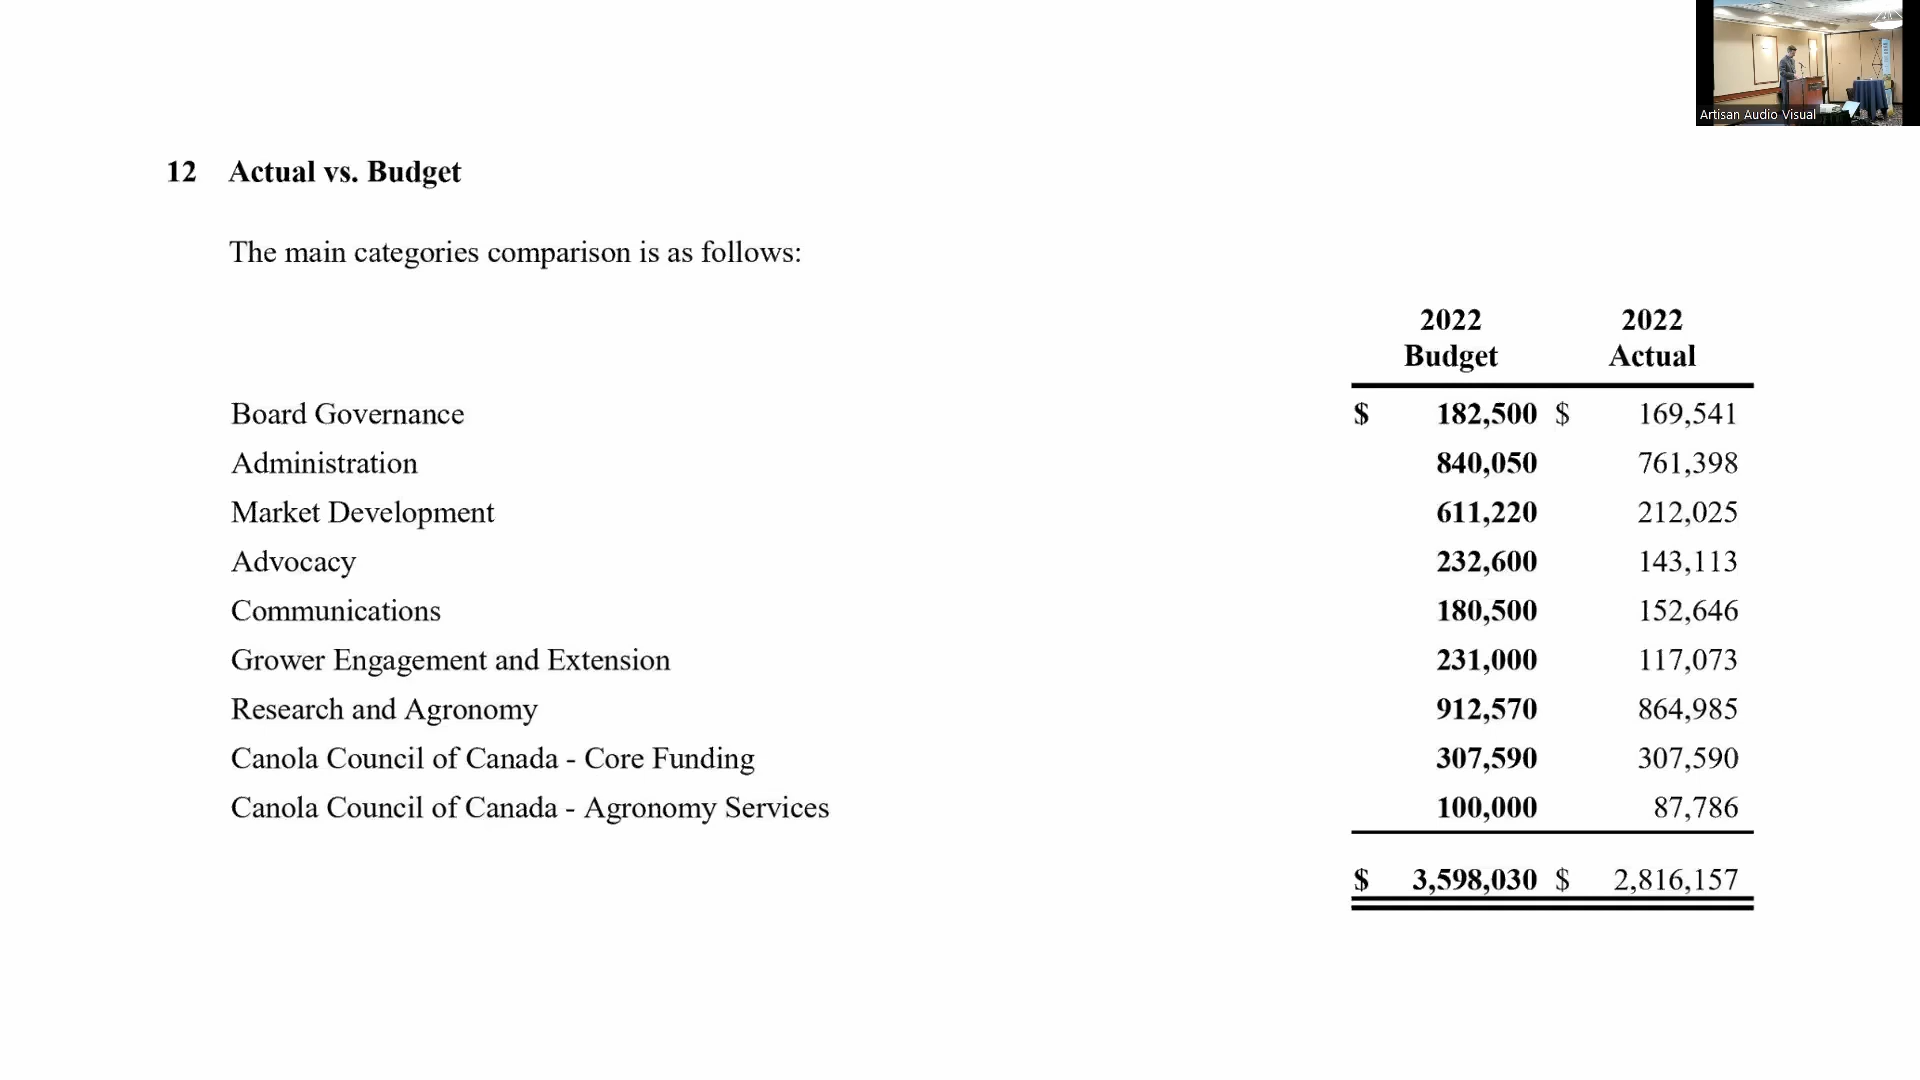 Artisan Audio Visual
12 Actual vs. Budget
The main categories comparison is as follows:
2022 2022
Budget Actual
Board Governance $ 182,500 $ 169,541
Administration 840,050 761,398
Market Development 611,220 212,025
Advocacy 232,600 143,113
Communications 180,500 152,646
Grower Engagement and Extension 231,000 117,073
Research and Agronomy 912,570 864,985
Canola Council of Canada - Core Funding 307,590 307,590
Canola Council of Canada - Agronomy Services 100,000 87,786
$ 3,598,030 $ 2,816,157